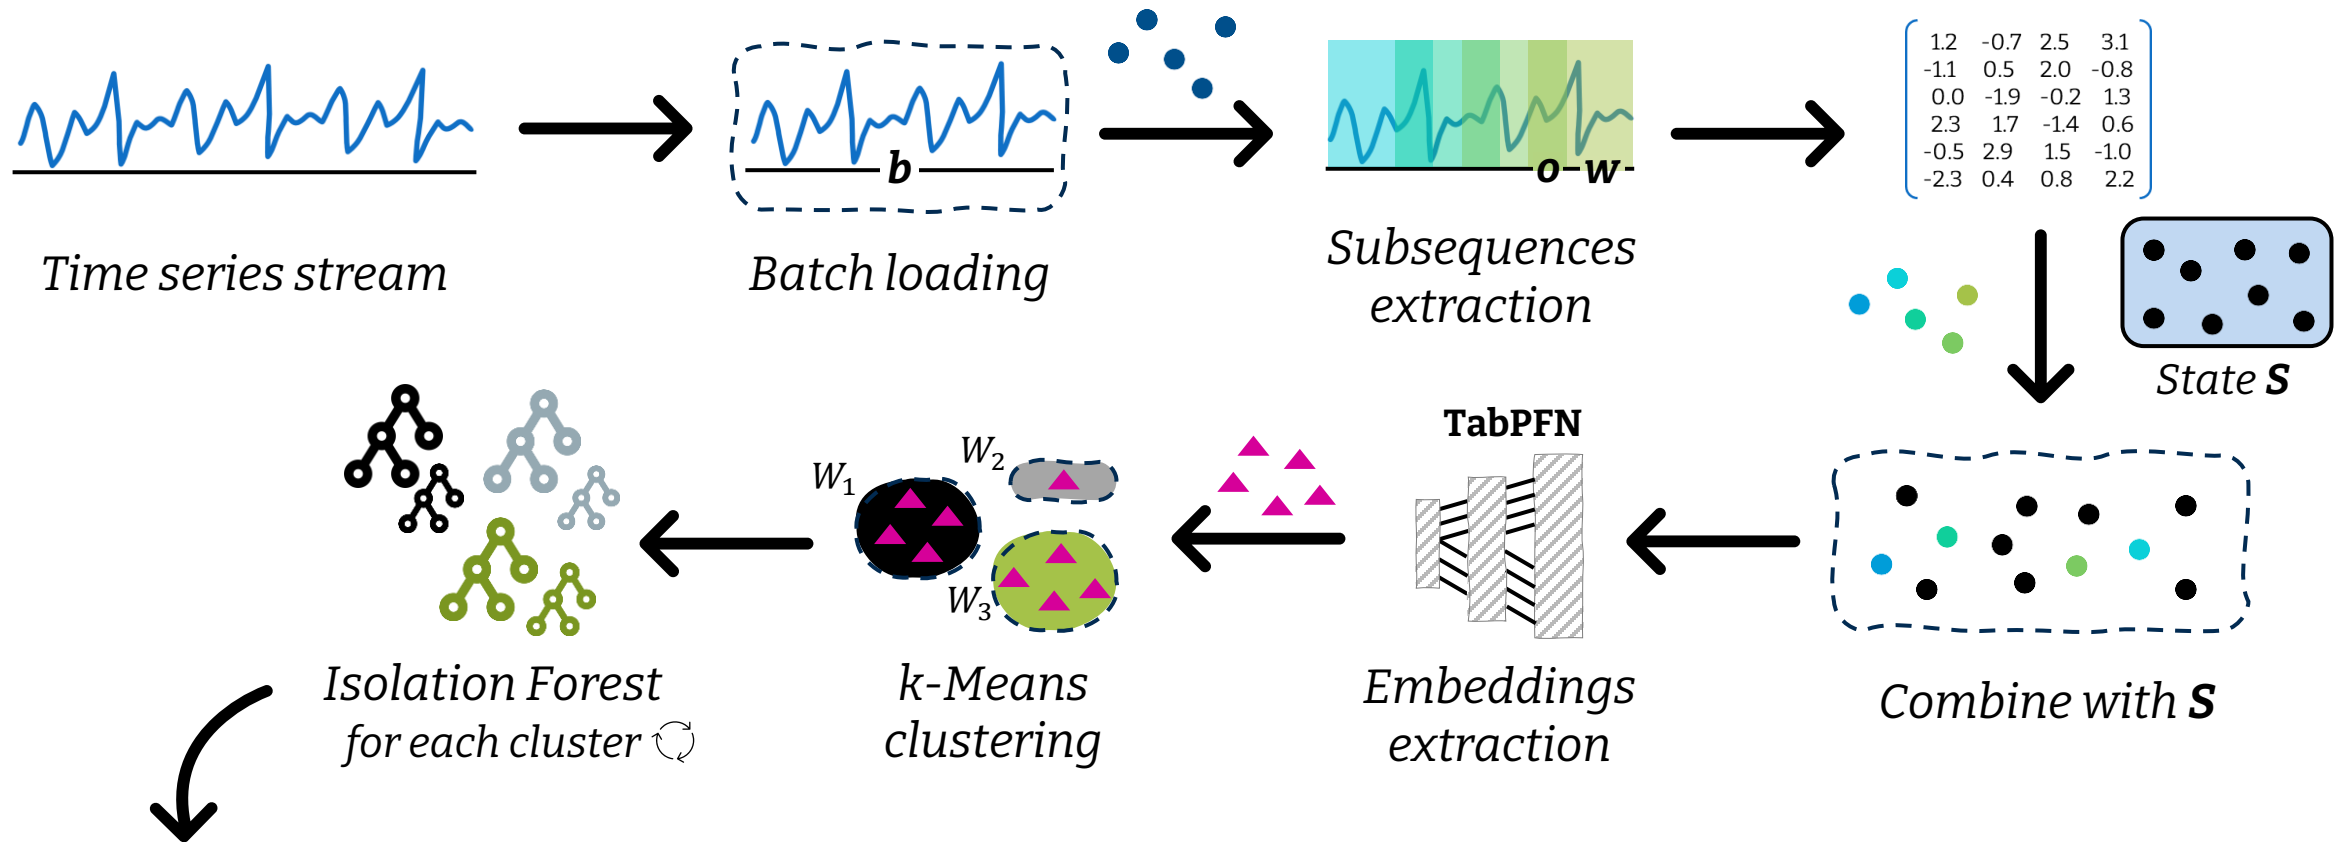 b
Time series stream
Batch loading
o w
Subsequences
extraction
1.2 -0.7 2.5 3.1
-1.1 0.5 2.0 -0.8
0.0 -1.9 -0.2 1.3
2.3 1.7 -1.4 0.6
-0.5 2.9 1.5 -1.0
-2.3 0.4 0.8 2.2
State S
Combine with S
TabPFN
Embeddings
extraction
W1
W2
W3
k-Means
clustering
Isolation Forest
for each cluster